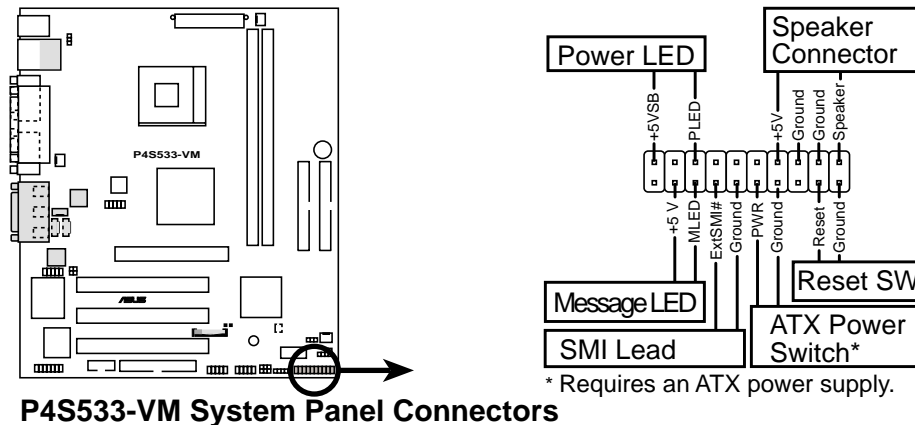 P4S533-VM
/ISUS
Power LED
Speaker
Connector
+5VSB
PLED
+5V
Ground
Ground
Speaker
+5 V
MLED
ExtSMI#
Ground
PWR
Ground
Reset
Ground
Reset SW
Message LED
SMI Lead
ATX Power
Switch*
* Requires an ATX power supply.
P4S533-VM System Panel Connectors